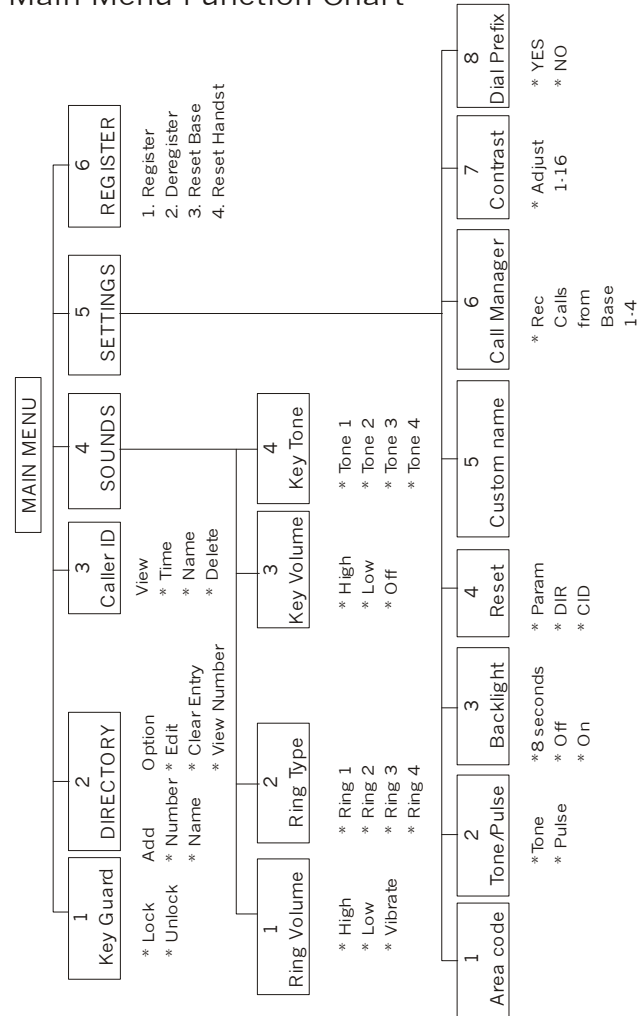 Main Menu Function Chart
MAIN MENU
1
Key Guard
* Lock
* Unlock
2
DIRECTORY
Add Option
* Number * Edit
* Name * Clear Entry
* View Number
3
Caller ID
View
* Time
* Name
* Delete
4
SOUNDS
5
SETTINGS
6
REGISTER
1. Register
2. Deregister
3. Reset Base
4. Reset Handst
1
Ring Volume
* High
* Low
* Vibrate
2
Ring Type
* Ring 1
* Ring 2
* Ring 3
* Ring 4
3
Key Volume
* High
* Low
* Off
4
Key Tone
* Tone 1
* Tone 2
* Tone 3
* Tone 4
1
Area code
2
Tone/Pulse
*Tone
* Pulse
3
Backlight
*8 seconds
* Off
* On
4
Reset
* Param
* DIR
* CID
5
Custom name
6
Call Manager
* Rec
Calls
from
Base
1-4
7
Contrast
* Adjust
1-16
8
Dial Prefix
* YES
* NO